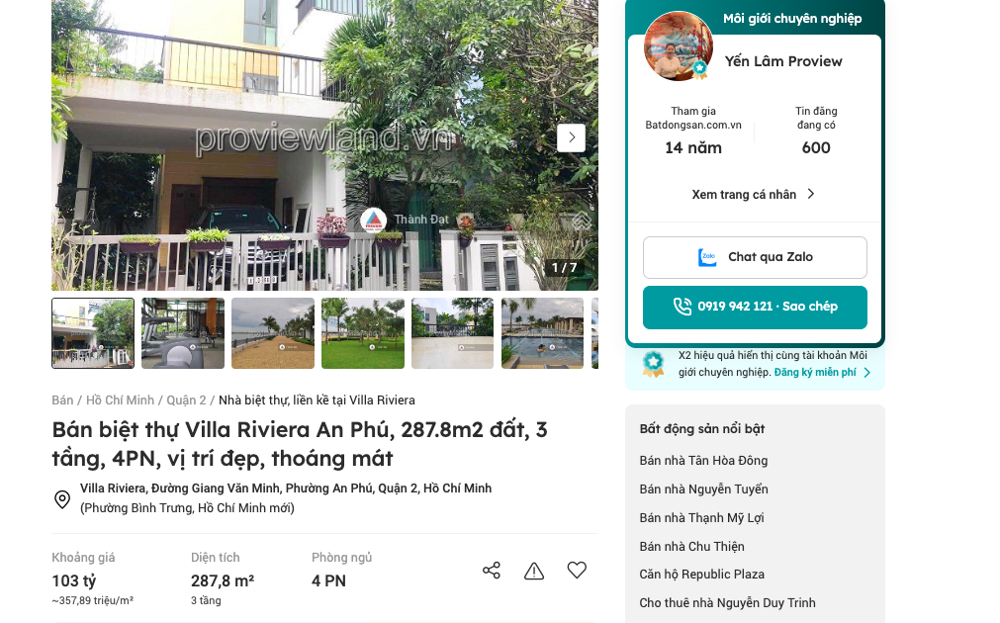 proviewland.vn
Thành Đạt
1 / 7
Bán / Hồ Chí Minh / Quận 2 / Nhà biệt thự, liền kề tại Villa Riviera
Bán biệt thự Villa Riviera An Phú, 287.8m2 đất, 3
tầng, 4PN, vị trí đẹp, thoáng mát
Villa Riviera, Đường Giang Văn Minh, Phường An Phú, Quận 2, Hồ Chí Minh
(Phường Bình Trưng, Hồ Chí Minh mới)
Khoảng giá
103 tỷ
~357,89 triệu/m²
Diện tích
287,8 m²
3 tầng
Phòng ngủ
4 PN
Môi giới chuyên nghiệp
Yến Lâm Proview
Tham gia
Batdongsan.com.vn
14 năm
Tin đăng
đang có
600
Xem trang cá nhân
Zalo
Chat qua Zalo
0919 942 121 · Sao chép
X2 hiệu quả hiển thị cùng tài khoản Môi
giới chuyên nghiệp. Đăng ký miễn phí
Bất động sản nổi bật
Bán nhà Tân Hòa Đông
Bán nhà Nguyễn Tuyển
Bán nhà Thạnh Mỹ Lợi
Bán nhà Chu Thiện
Căn hộ Republic Plaza
Cho thuê nhà Nguyễn Duy Trinh